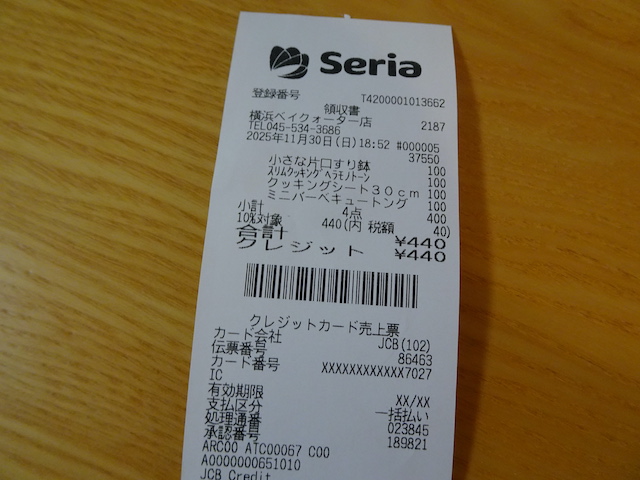 Seria
登録番号 T4200001013662
領収書
横浜ベイクォーター店 2187
TEL045-534-3686
2025年11月30日(日)18:52 #000005
37550
小さな片口すり鉢 100
ｽﾘﾑｸｯｷﾝｸﾞﾍﾗﾓﾉﾄｰﾝ 100
クッキングシート30cm 100
ミニバーベキュートング 100
小計 4点 400
10%対象 440(内 税額 40)
合計 ¥440
クレジット ¥440
クレジットカード売上票
カード会社 JCB(102)
伝票番号 86463
カード番号 XXXXXXXXXXXX7027
IC
有効期限 XX/XX
支払区分 一括払い
処理通番 023845
承認番号 189821
ARC00 ATC00067 C00
A0000000651010
JCB Credit